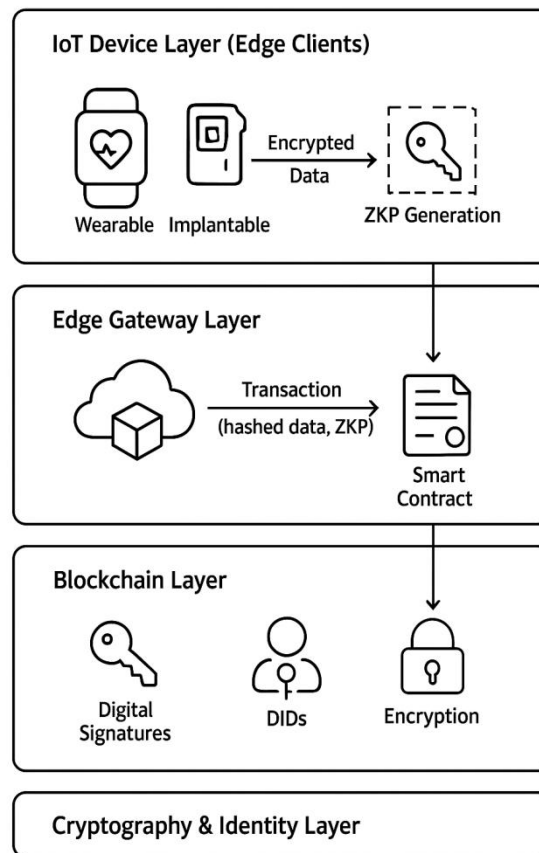 IoT Device Layer (Edge Clients)
Encrypted
Data
Wearable
Implantable
ZKP Generation
Edge Gateway Layer
Transaction
(hashed data, ZKP)
Smart
Contract
Blockchain Layer
Digital
Signatures
DIDs
Encryption
Cryptography & Identity Layer